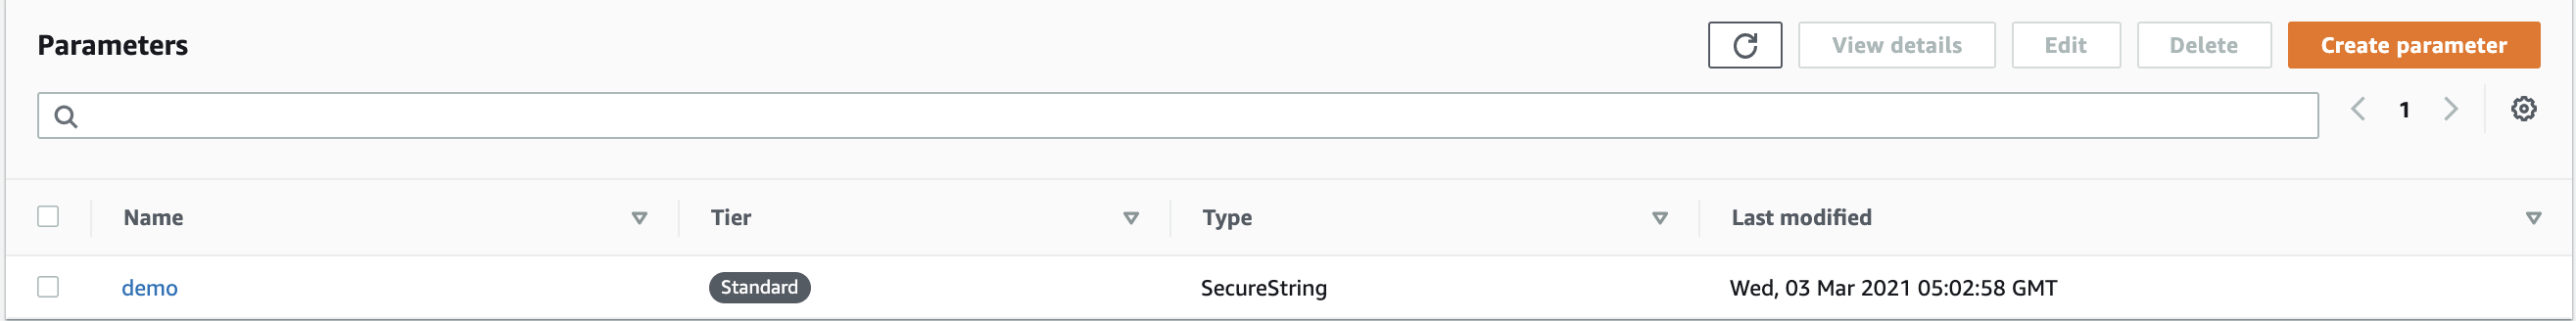 Parameters
View details
Edit
Delete
Create parameter
1
Name
Tier
Type
Last modified
demo
Standard
SecureString
Wed, 03 Mar 2021 05:02:58 GMT